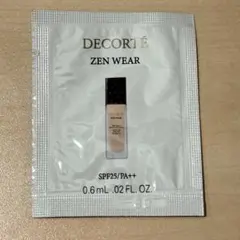 DECORTÉ
ZEN WEAR
SPF25/PA++
0.6 mL .02 FL. OZ.